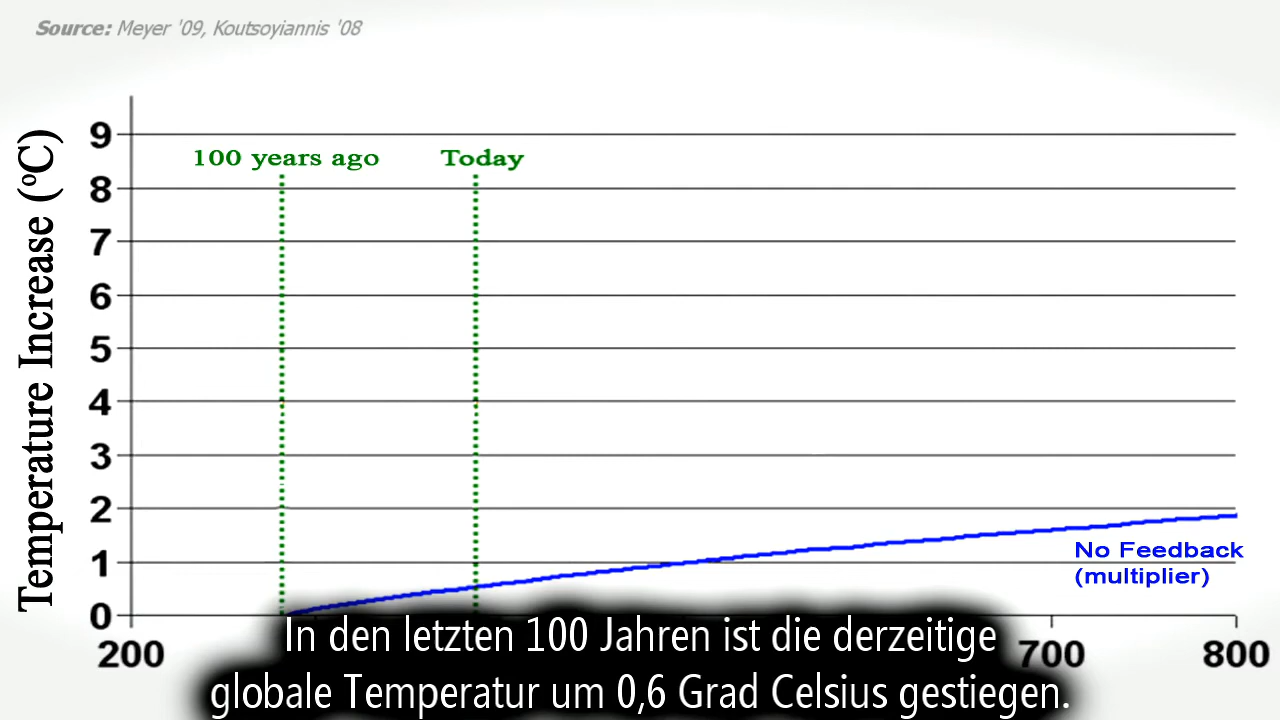 Source: Meyer '09, Koutsoyiannis '08
Temperature Increase (ºC)
9
8
7
6
5
4
3
2
1
0
100 years ago
Today
No Feedback
(multiplier)
200
700
800
In den letzten 100 Jahren ist die derzeitige
globale Temperatur um 0,6 Grad Celsius gestiegen.